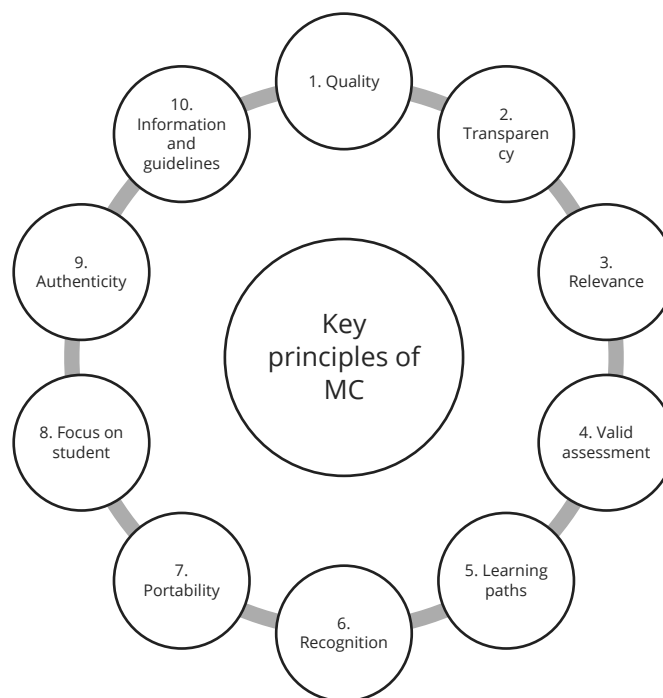 1. Quality
2.
Transparen
cy
3.
Relevance
4. Valid
assessment
5. Learning
paths
6.
Recognition
7.
Portability
8. Focus on
student
9.
Authenticity
10.
Information
and
guidelines
Key
principles of
MC